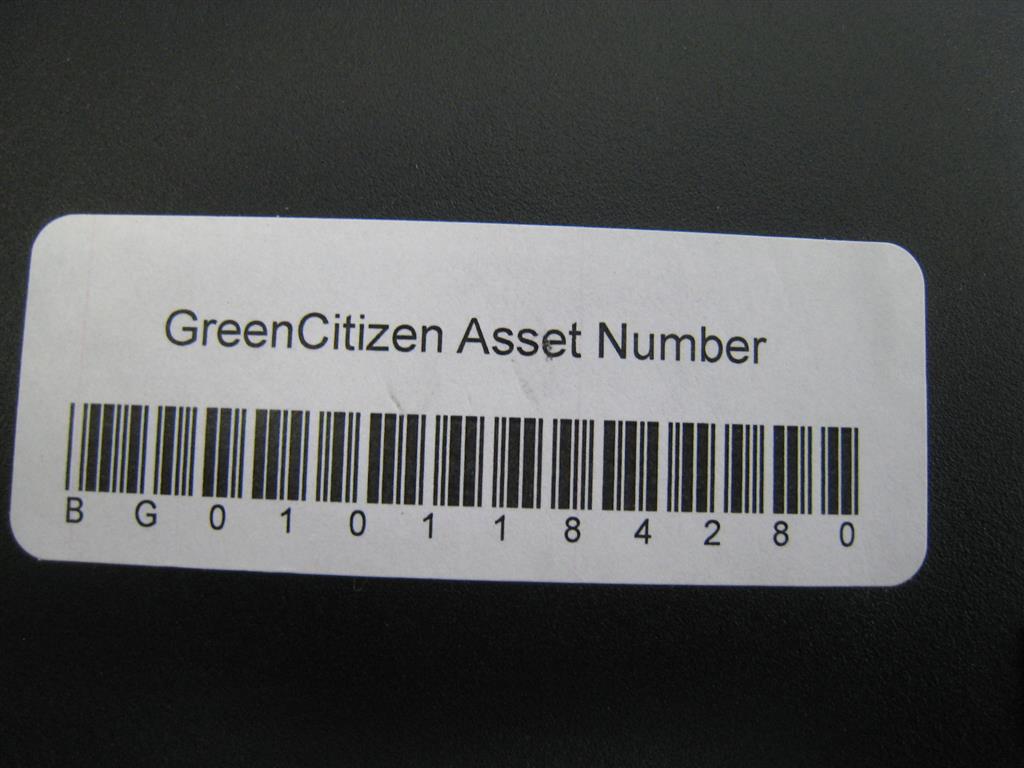 GreenCitizen Asset Number
B G 0 1 0 1 1 8 4 2 8 0